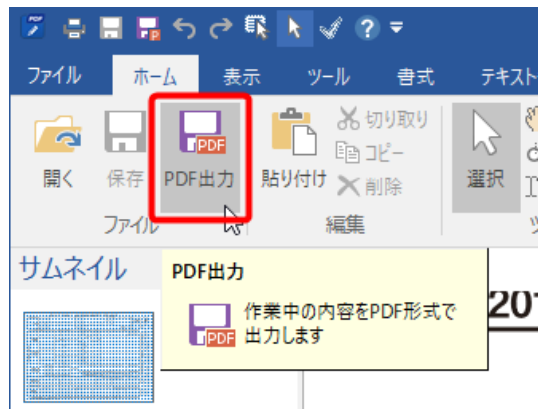 PDF
ファイル ホーム 表示 ツール 書式 テキスト
PDF
開く 保存 PDF出力 貼り付け 切り取り
コピー
削除
選択
ファイル 編集
サムネイル
PDF出力
作業中の内容をPDF形式で
PDF 出力します
201